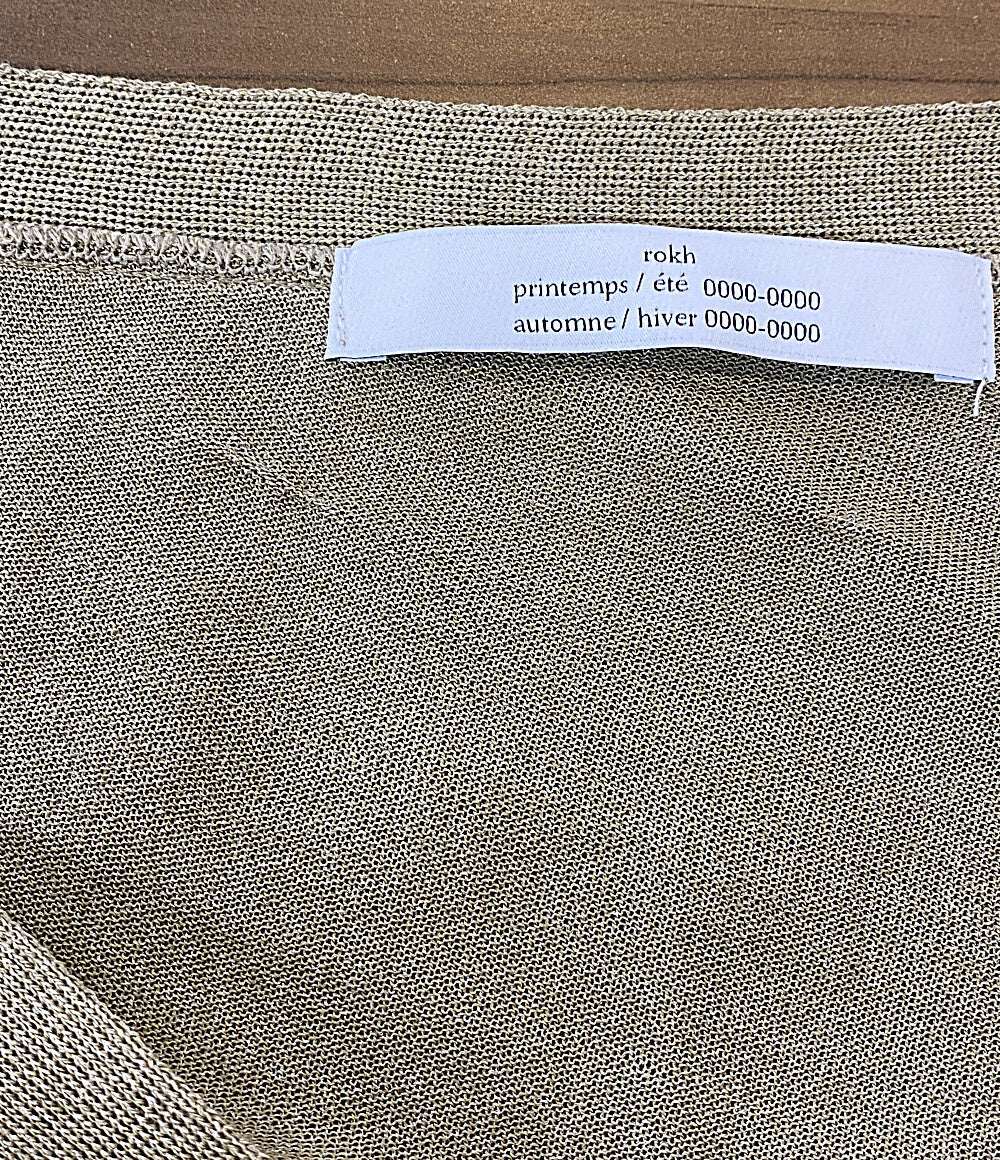 rokh
printemps / été 0000-0000
automne / hiver 0000-0000